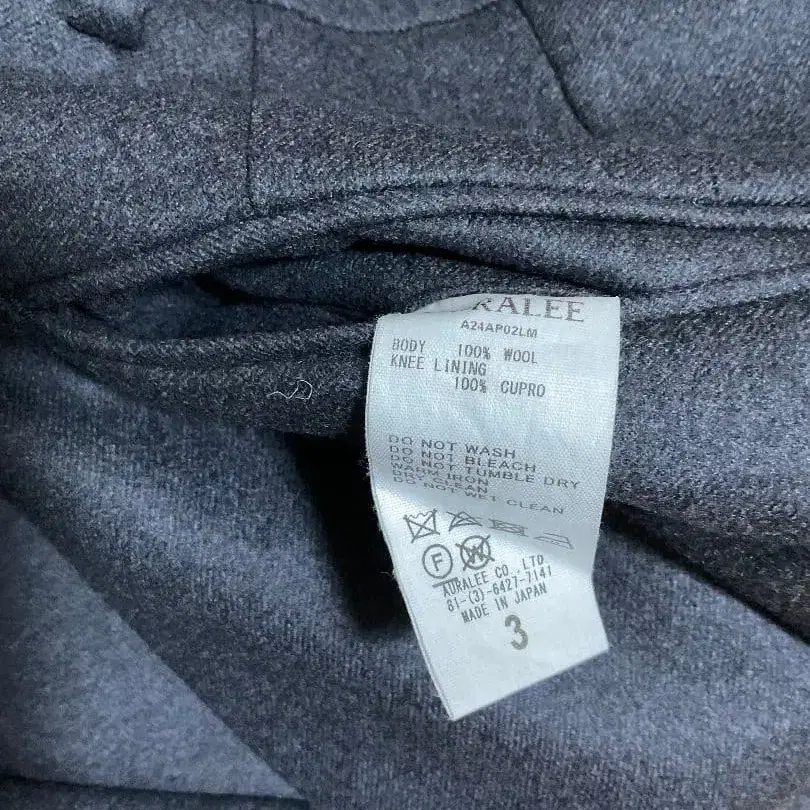 AURALEE
A24AP02LM
BODY 100% WOOL
KNEE LINING
100% CUPRO
DO NOT WASH
DO NOT BLEACH
DO NOT TUMBLE DRY
WARM IRON
DRY CLEAN
DO NOT WET CLEAN
F W
AURALEE CO.,LTD
81-(3)-6427-7141
MADE IN JAPAN
3